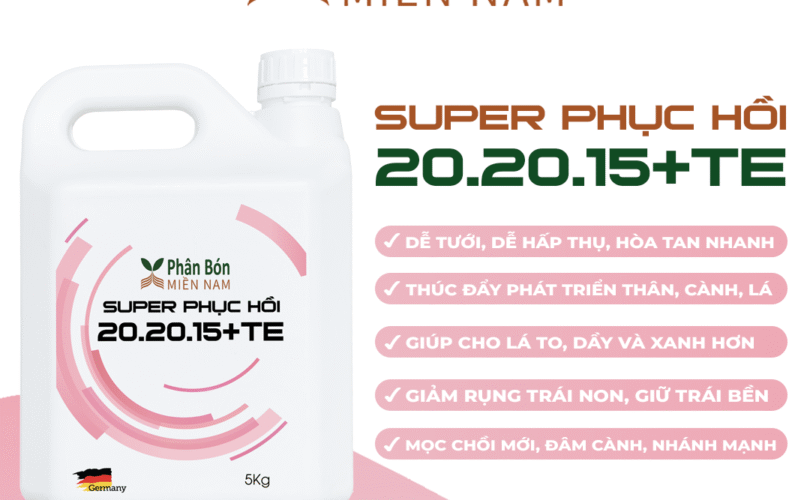 MIỀN NAM
SUPER PHỤC HỒI
20.20.15+TE
✓ DỄ TƯỚI, DỄ HẤP THỤ, HÒA TAN NHANH
✓ THÚC ĐẨY PHÁT TRIỂN THÂN, CÀNH, LÁ
✓ GIÚP CHO LÁ TO, DẦY VÀ XANH HƠN
✓ GIẢM RỤNG TRÁI NON, GIỮ TRÁI BỀN
✓ MỌC CHỒI MỚI, ĐÂM CÀNH, NHÁNH MẠNH
Phân Bón
MIỀN NAM
SUPER PHỤC HỒI
20.20.15+TE
Germany
5Kg